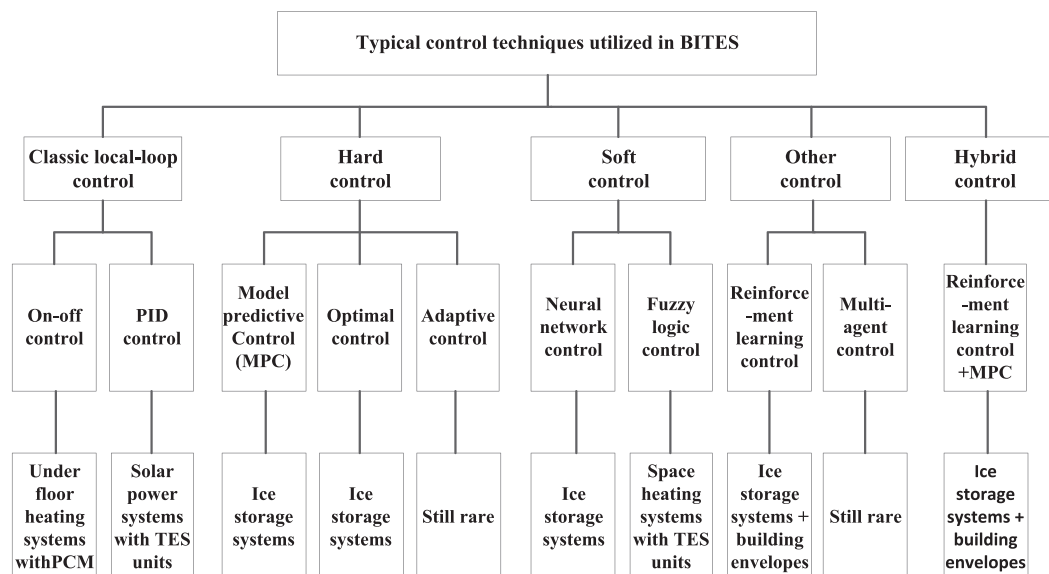 Typical control techniques utilized in BITES
Classic local-loop
control
Hard
control
Soft
control
Other
control
Hybrid
control
On-off
control
PID
control
Model
predictive
Control
(MPC)
Optimal
control
Adaptive
control
Neural
network
control
Fuzzy
logic
control
Reinforce
-ment
learning
control
Multi-
agent
control
Reinforce
-ment
learning
control
+MPC
Under
floor
heating
systems
withPCM
Solar
power
systems
with TES
units
Ice
storage
systems
Ice
storage
systems
Still rare
Ice
storage
systems
Space
heating
systems
with TES
units
Ice
storage
systems +
building
envelopes
Still rare
Ice
storage
systems +
building
envelopes